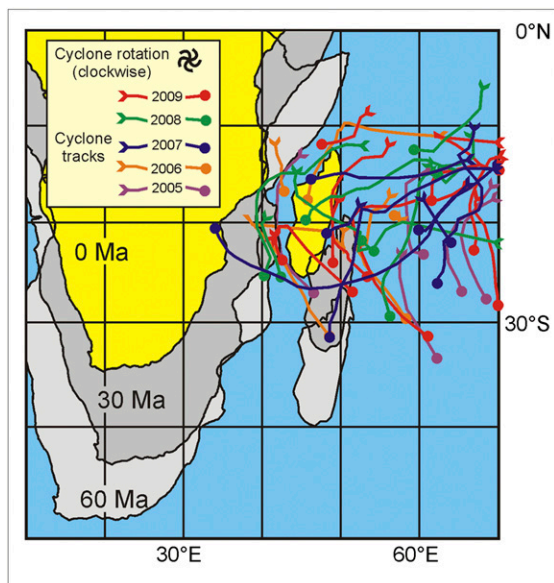 0°N
Cyclone rotation
(clockwise)
2009
2008
Cyclone
tracks
2007
2006
2005
0 Ma
30°S
30 Ma
60 Ma
30°E
60°E